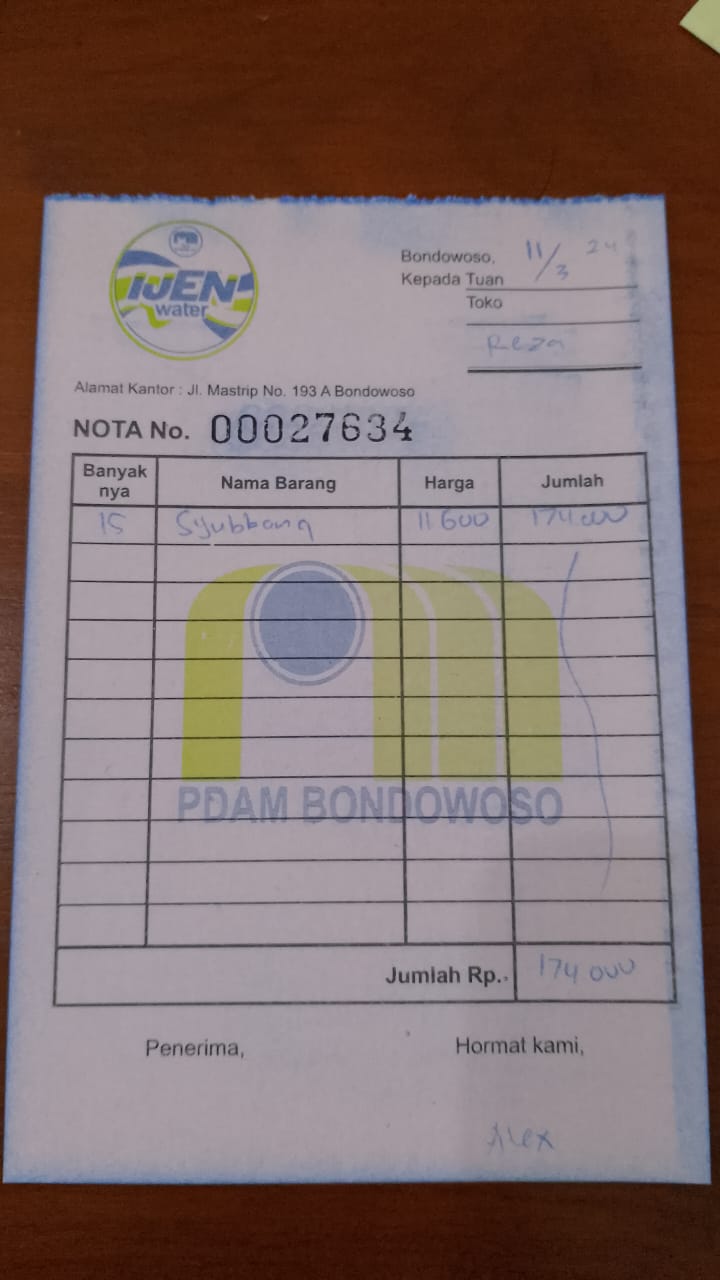 IJEN
water
Bondowoso, 11/3 24
Kepada Tuan
Toko
Reza
Alamat Kantor : Jl. Mastrip No. 193 A Bondowoso
NOTA No. 00027634
Banyak nya Nama Barang Harga Jumlah
15 11 600 174.000
PDAM BONDOWOSO
Jumlah Rp. 174 000
Penerima, Hormat kami,
Alex